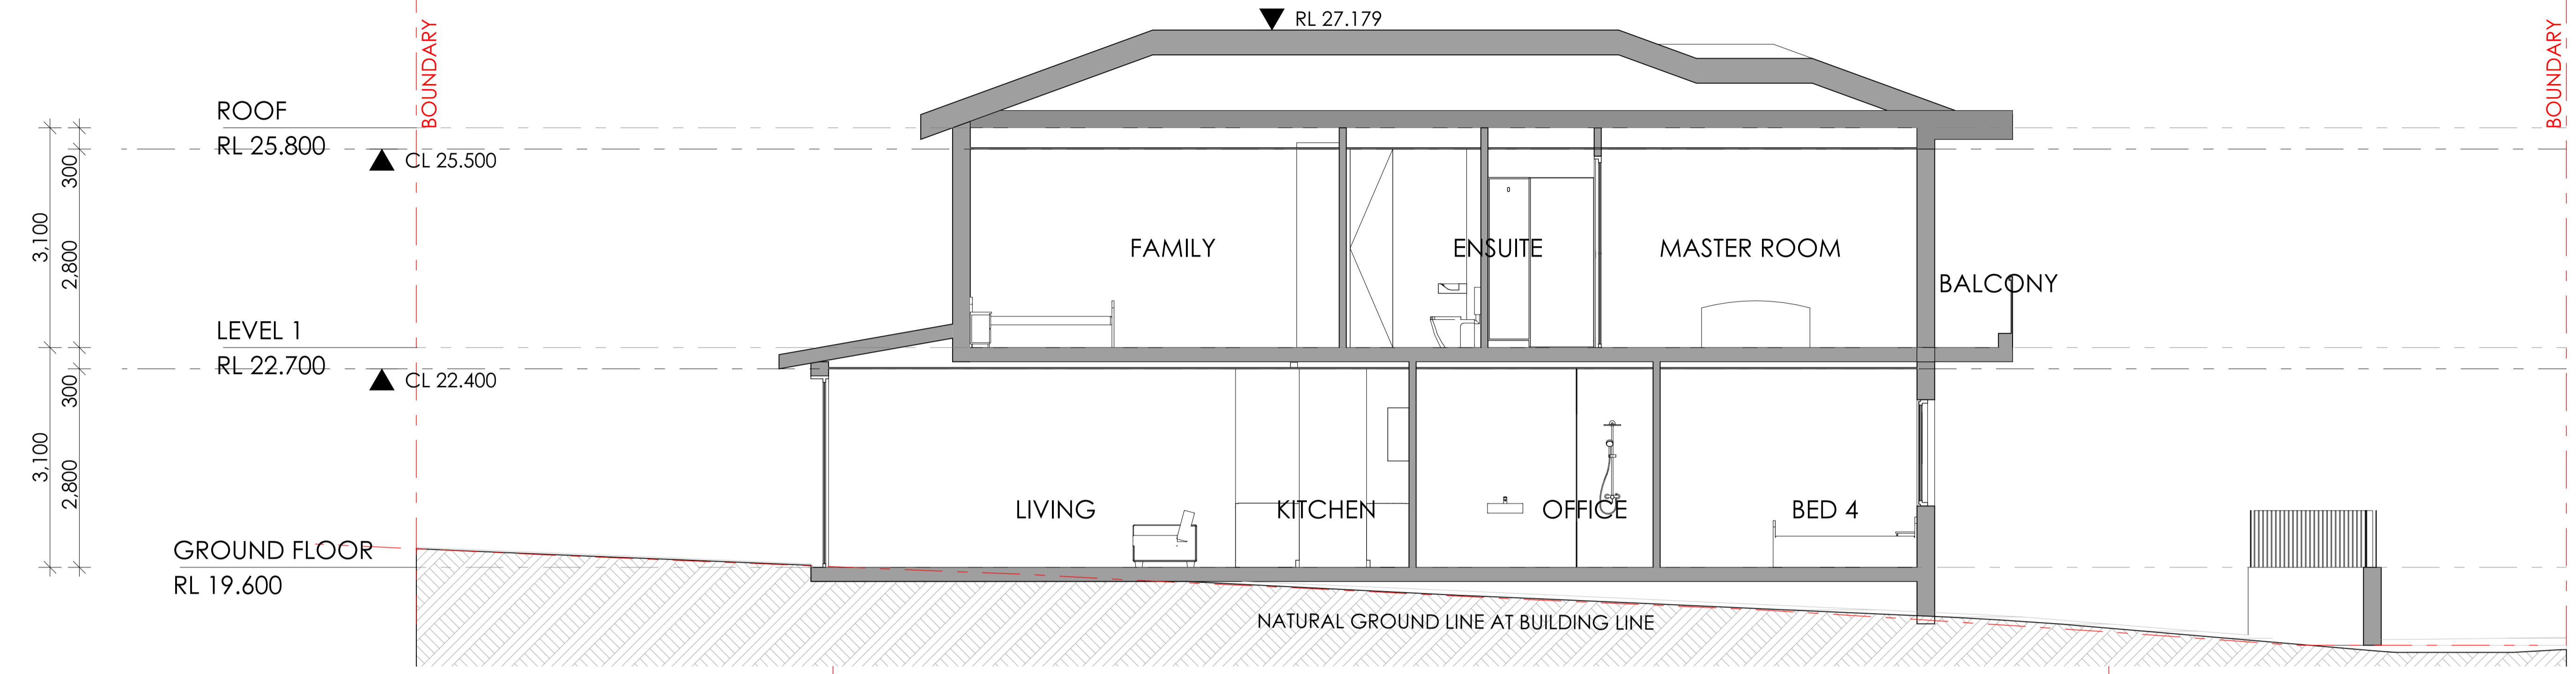 RL 27.179
BOUNDARY
BOUNDARY
ROOF
RL 25.800
CL 25.500
300
3,100
2,800
FAMILY
ENSUITE
MASTER ROOM
BALCONY
LEVEL 1
RL 22.700
CL 22.400
300
3,100
2,800
LIVING
KITCHEN
OFFICE
BED 4
GROUND FLOOR
RL 19.600
NATURAL GROUND LINE AT BUILDING LINE